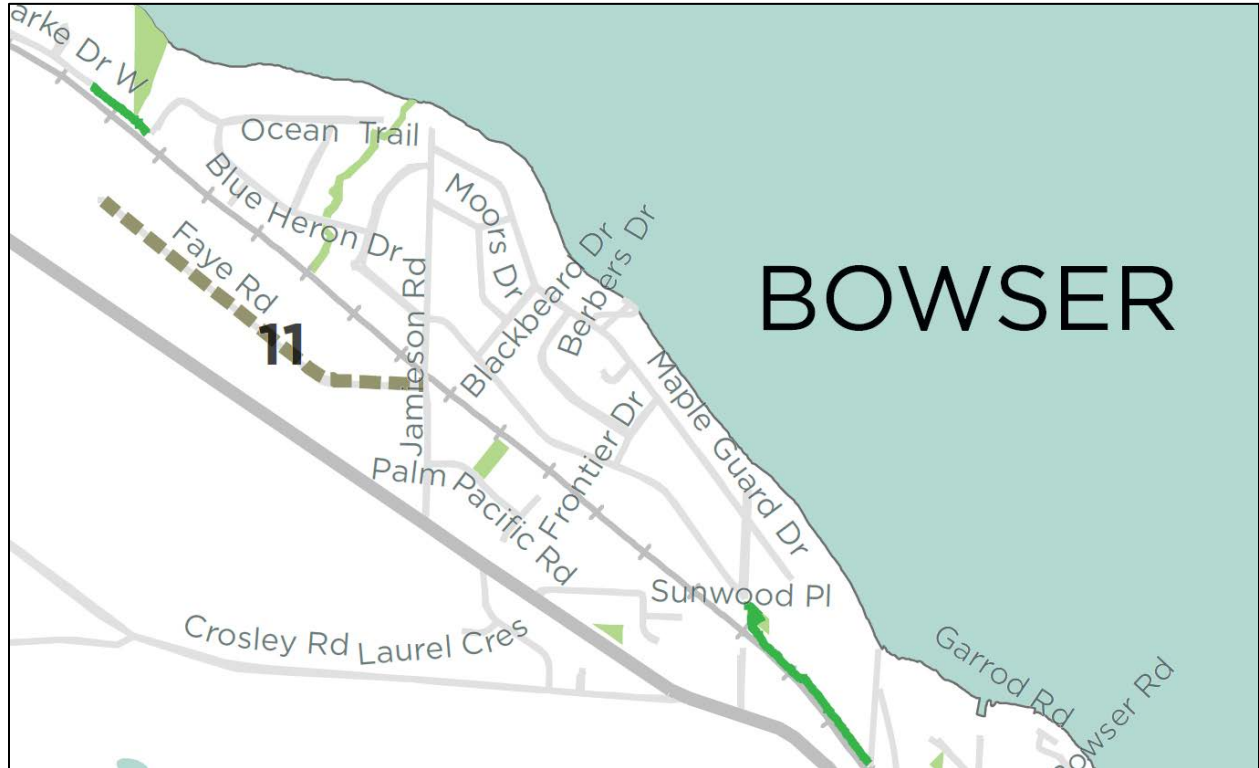 arke Dr W
Ocean Trail
Blue Heron Dr
Moors Dr
Faye Rd
11
Jamieson Rd
Blackbeard Dr
Berbers Dr
BOWSER
Maple Guard Dr
Frontier Dr
Palm Pacific Rd
Sunwood Pl
Crosley Rd
Laurel Cres
Garrod Rd
Bowser Rd